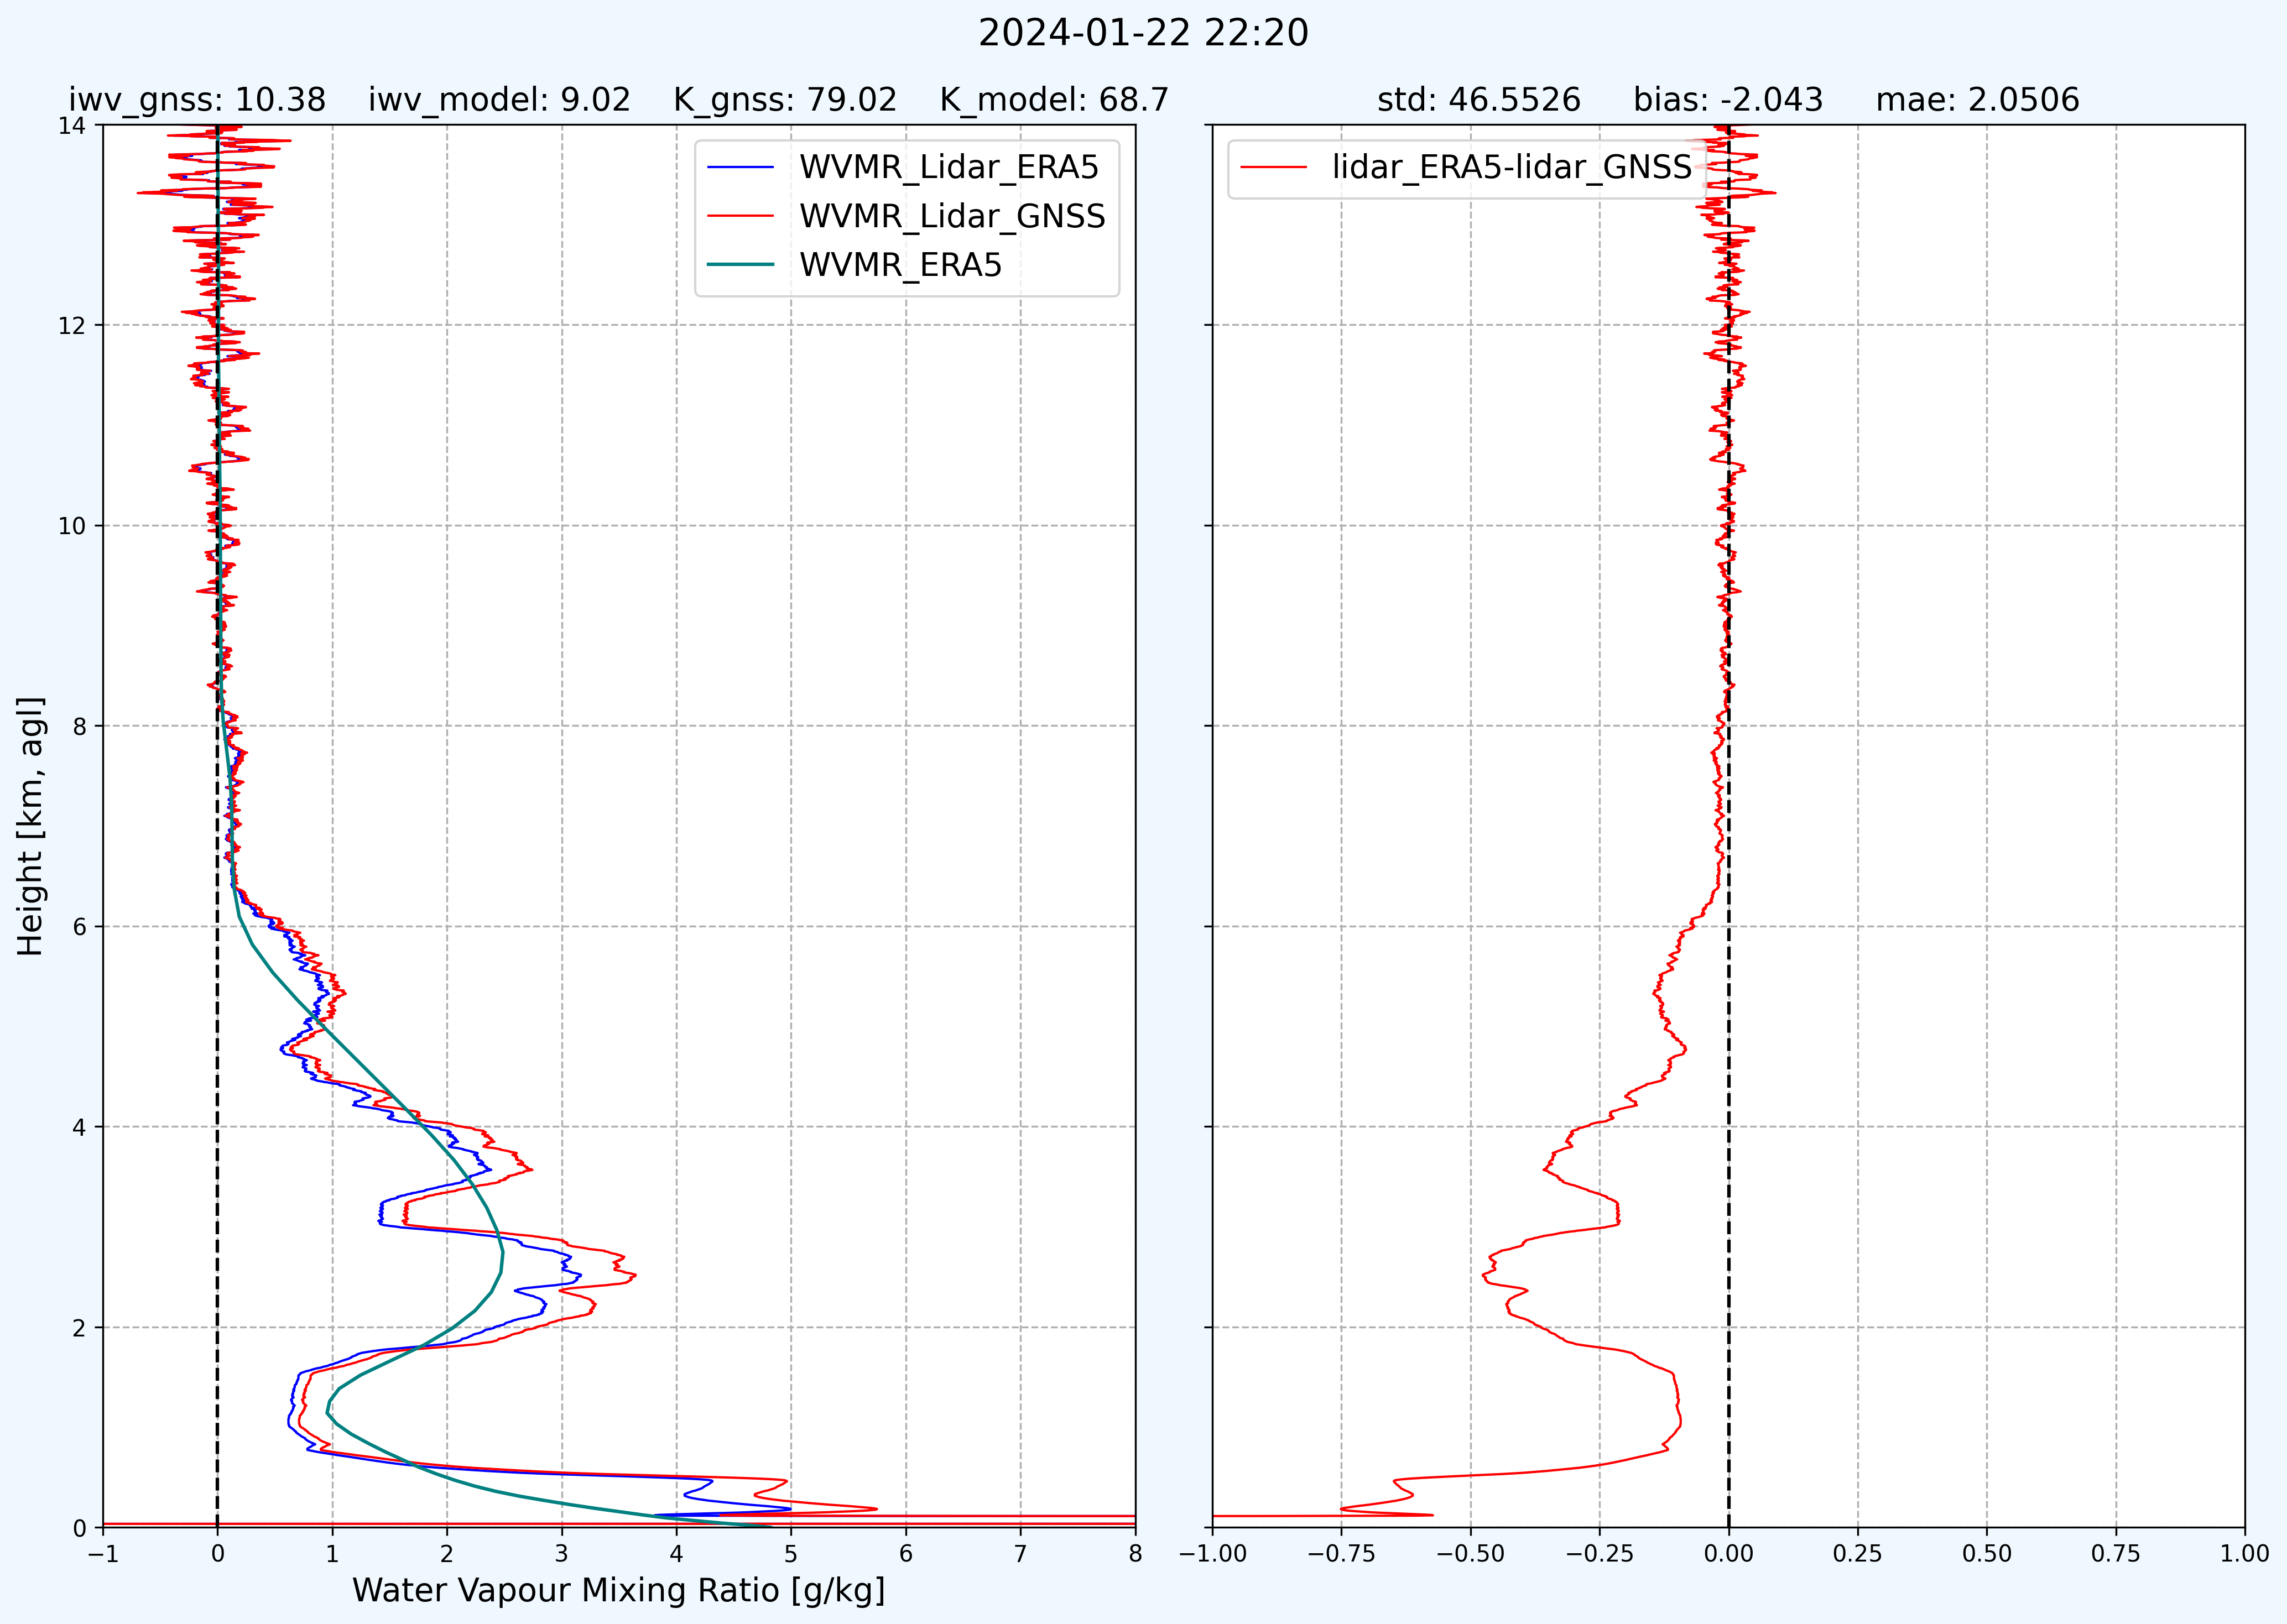 2024-01-22 22:20
iwv_gnss: 10.38 iwv_model: 9.02 K_gnss: 79.02 K_model: 68.7
std: 46.5526 bias: -2.043 mae: 2.0506
WVMR_Lidar_ERA5
WVMR_Lidar_GNSS
WVMR_ERA5
lidar_ERA5-lidar_GNSS
Height [km, agl]
14
12
10
8
6
4
2
0
−1 0 1 2 3 4 5 6 7 8
Water Vapour Mixing Ratio [g/kg]
−1.00 −0.75 −0.50 −0.25 0.00 0.25 0.50 0.75 1.00